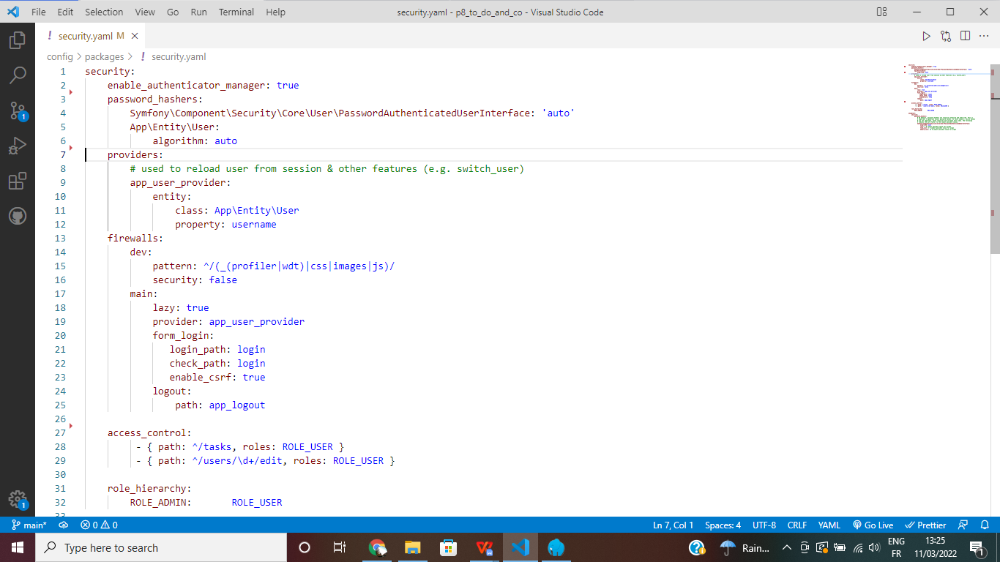 File Edit Selection View Go Run Terminal Help security.yaml - p8_to_do_and_co - Visual Studio Code
! security.yaml M
config > packages > ! security.yaml
1 security:
2 enable_authenticator_manager: true
3 password_hashers:
4 Symfony\Component\Security\Core\User\PasswordAuthenticatedUserInterface: 'auto'
5 App\Entity\User:
6 algorithm: auto
7 providers:
8 # used to reload user from session & other features (e.g. switch_user)
9 app_user_provider:
10 entity:
11 class: App\Entity\User
12 property: username
13 firewalls:
14 dev:
15 pattern: ^/(_(profiler|wdt)|css|images|js)/
16 security: false
17 main:
18 lazy: true
19 provider: app_user_provider
20 form_login:
21 login_path: login
22 check_path: login
23 enable_csrf: true
24 logout:
25 path: app_logout
26
27 access_control:
28 - { path: ^/tasks, roles: ROLE_USER }
29 - { path: ^/users/\d+/edit, roles: ROLE_USER }
30
31 role_hierarchy:
32 ROLE_ADMIN: ROLE_USER
1
1
main* 0 0 Ln 7, Col 1 Spaces: 4 UTF-8 CRLF YAML Go Live Prettier
Type here to search
Rain...
ENG
FR
13:25
11/03/2022
1